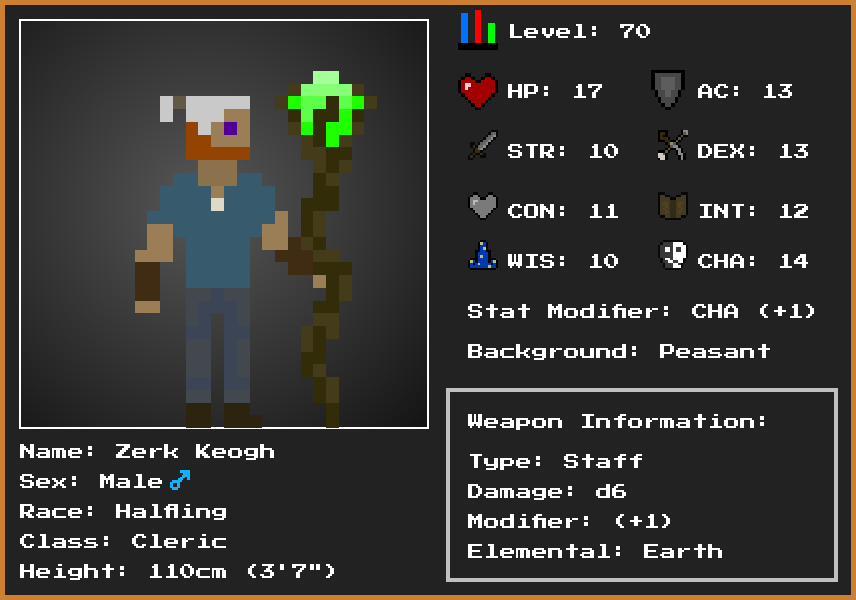 Level: 70
HP: 17
AC: 13
STR: 10
DEX: 13
CON: 11
INT: 12
WIS: 10
CHA: 14
Stat Modifier: CHA (+1)
Background: Peasant
Weapon Information:
Type: Staff
Damage: d6
Modifier: (+1)
Elemental: Earth
Name: Zerk Keogh
Sex: Male ♂
Race: Halfling
Class: Cleric
Height: 110cm (3'7")